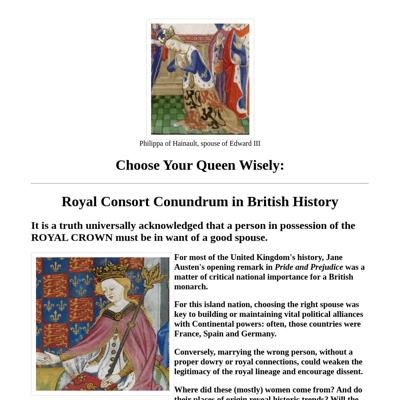 Philippa of Hainault, spouse of Edward III
Choose Your Queen Wisely:
Royal Consort Conundrum in British History
It is a truth universally acknowledged that a person in possession of the
ROYAL CROWN must be in want of a good spouse.
For most of the United Kingdom's history, Jane
Austen's opening remark in Pride and Prejudice was a
matter of critical national importance for a British
monarch.
For this island nation, choosing the right spouse was
key to building or maintaining vital political alliances
with Continental powers: often, those countries were
France, Spain and Germany.
Conversely, marrying the wrong person, without a
proper dowry or royal connections, could weaken the
legitimacy of the royal lineage and encourage dissent.
Where did these (mostly) women come from? And do
their places of origin reveal historic trends? Will the